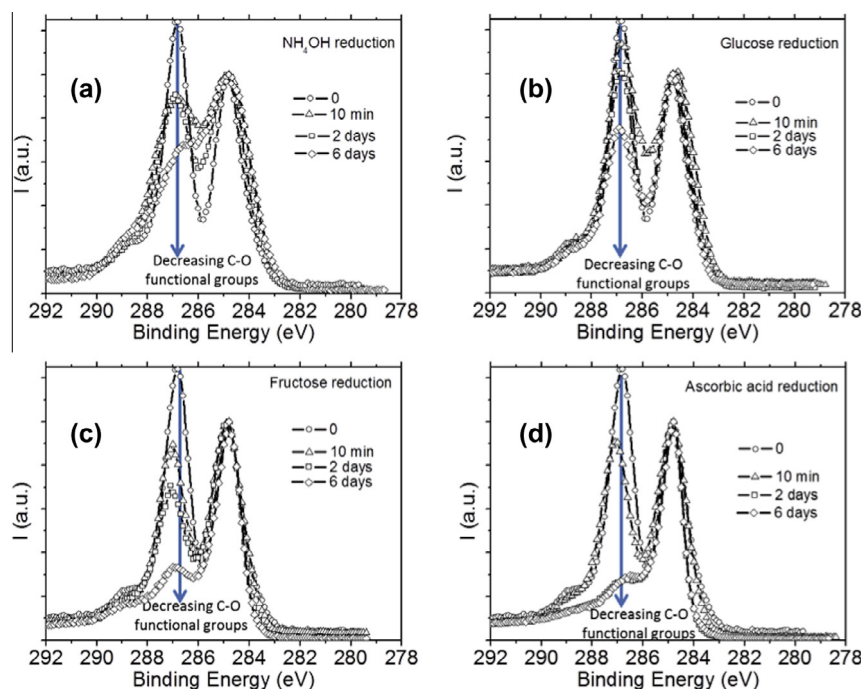 (a)
NH4OH reduction
0
10 min
2 days
6 days
Decreasing C-O
functional groups
I (a.u.)
292 290 288 286 284 282 280 278
Binding Energy (eV)
(b)
Glucose reduction
0
10 min
2 days
6 days
Decreasing C-O
functional groups
I (a.u.)
292 290 288 286 284 282 280 278
Binding Energy (eV)
(c)
Fructose reduction
0
10 min
2 days
6 days
Decreasing C-O
functional groups
I (a.u.)
292 290 288 286 284 282 280 278
Binding Energy (eV)
(d)
Ascorbic acid reduction
0
10 min
2 days
6 days
Decreasing C-O
functional groups
I (a.u.)
292 290 288 286 284 282 280 278
Binding Energy (eV)